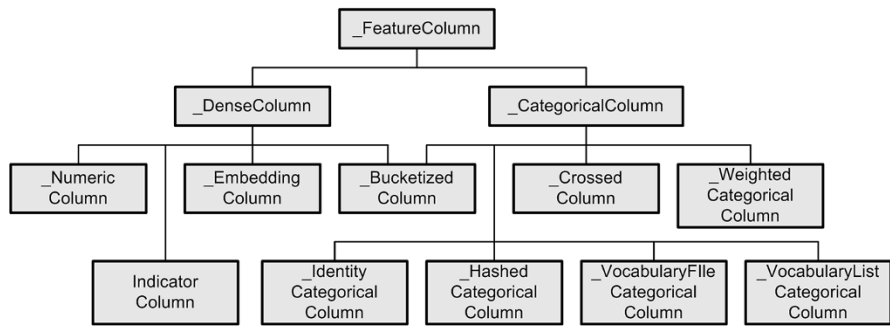 _FeatureColumn
_DenseColumn
_CategoricalColumn
_Numeric
Column
_Embedding
Column
_Bucketized
Column
_Crossed
Column
_Weighted
Categorical
Column
Indicator
Column
_Identity
Categorical
Column
_Hashed
Categorical
Column
_VocabularyFIle
Categorical
Column
_VocabularyList
Categorical
Column